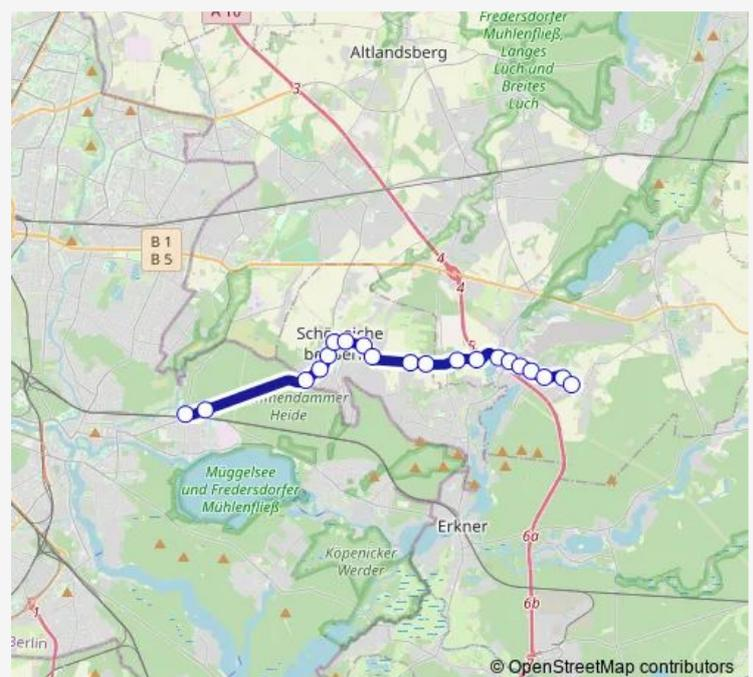 A 10
Fredersdorfer
Mühlenfließ,
Langes
Luch und
Breites
Luch
Altlandsberg
3
B 1
B 5
4
4
5
Heide
Müggelsee
und Fredersdorfer
Mühlenfließ
Erkner
6a
Köpenicker
Werder
6b
1
Berlin
© OpenStreetMap contributors